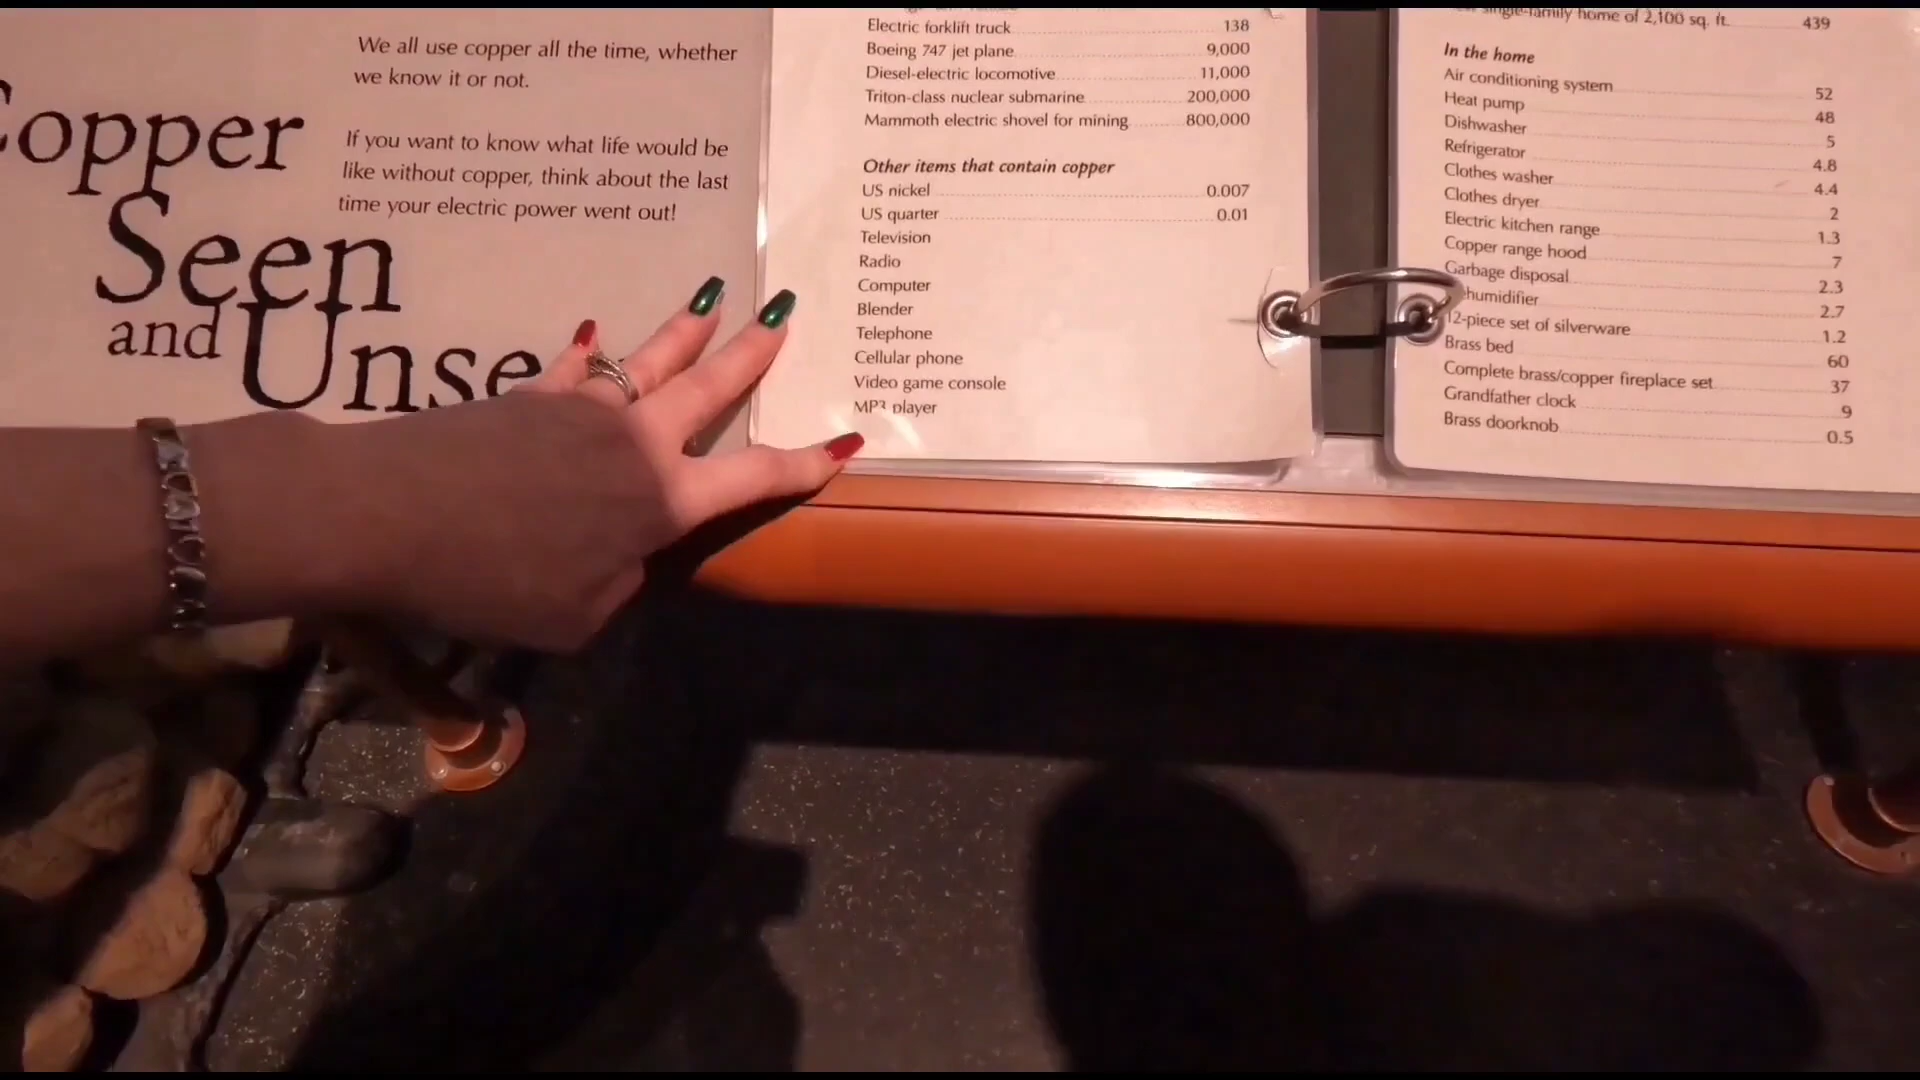 Copper
Seen
and Unse
We all use copper all the time, whether
we know it or not.
If you want to know what life would be
like without copper, think about the last
time your electric power went out!
Electric forklift truck 138
Boeing 747 jet plane 9,000
Diesel-electric locomotive 11,000
Triton-class nuclear submarine 200,000
Mammoth electric shovel for mining 800,000
Other items that contain copper
US nickel 0.007
US quarter 0.01
Television
Radio
Computer
Blender
Telephone
Cellular phone
Video game console
MP3 player
single-family home of 2,100 sq. ft. 439
In the home
Air conditioning system 52
Heat pump 48
Dishwasher 5
Refrigerator 4.8
Clothes washer 4.4
Clothes dryer 2
Electric kitchen range 1.3
Copper range hood 7
Garbage disposal 2.3
ehumidifier 2.7
12-piece set of silverware 1.2
Brass bed 60
Complete brass/copper fireplace set 37
Grandfather clock 9
Brass doorknob 0.5